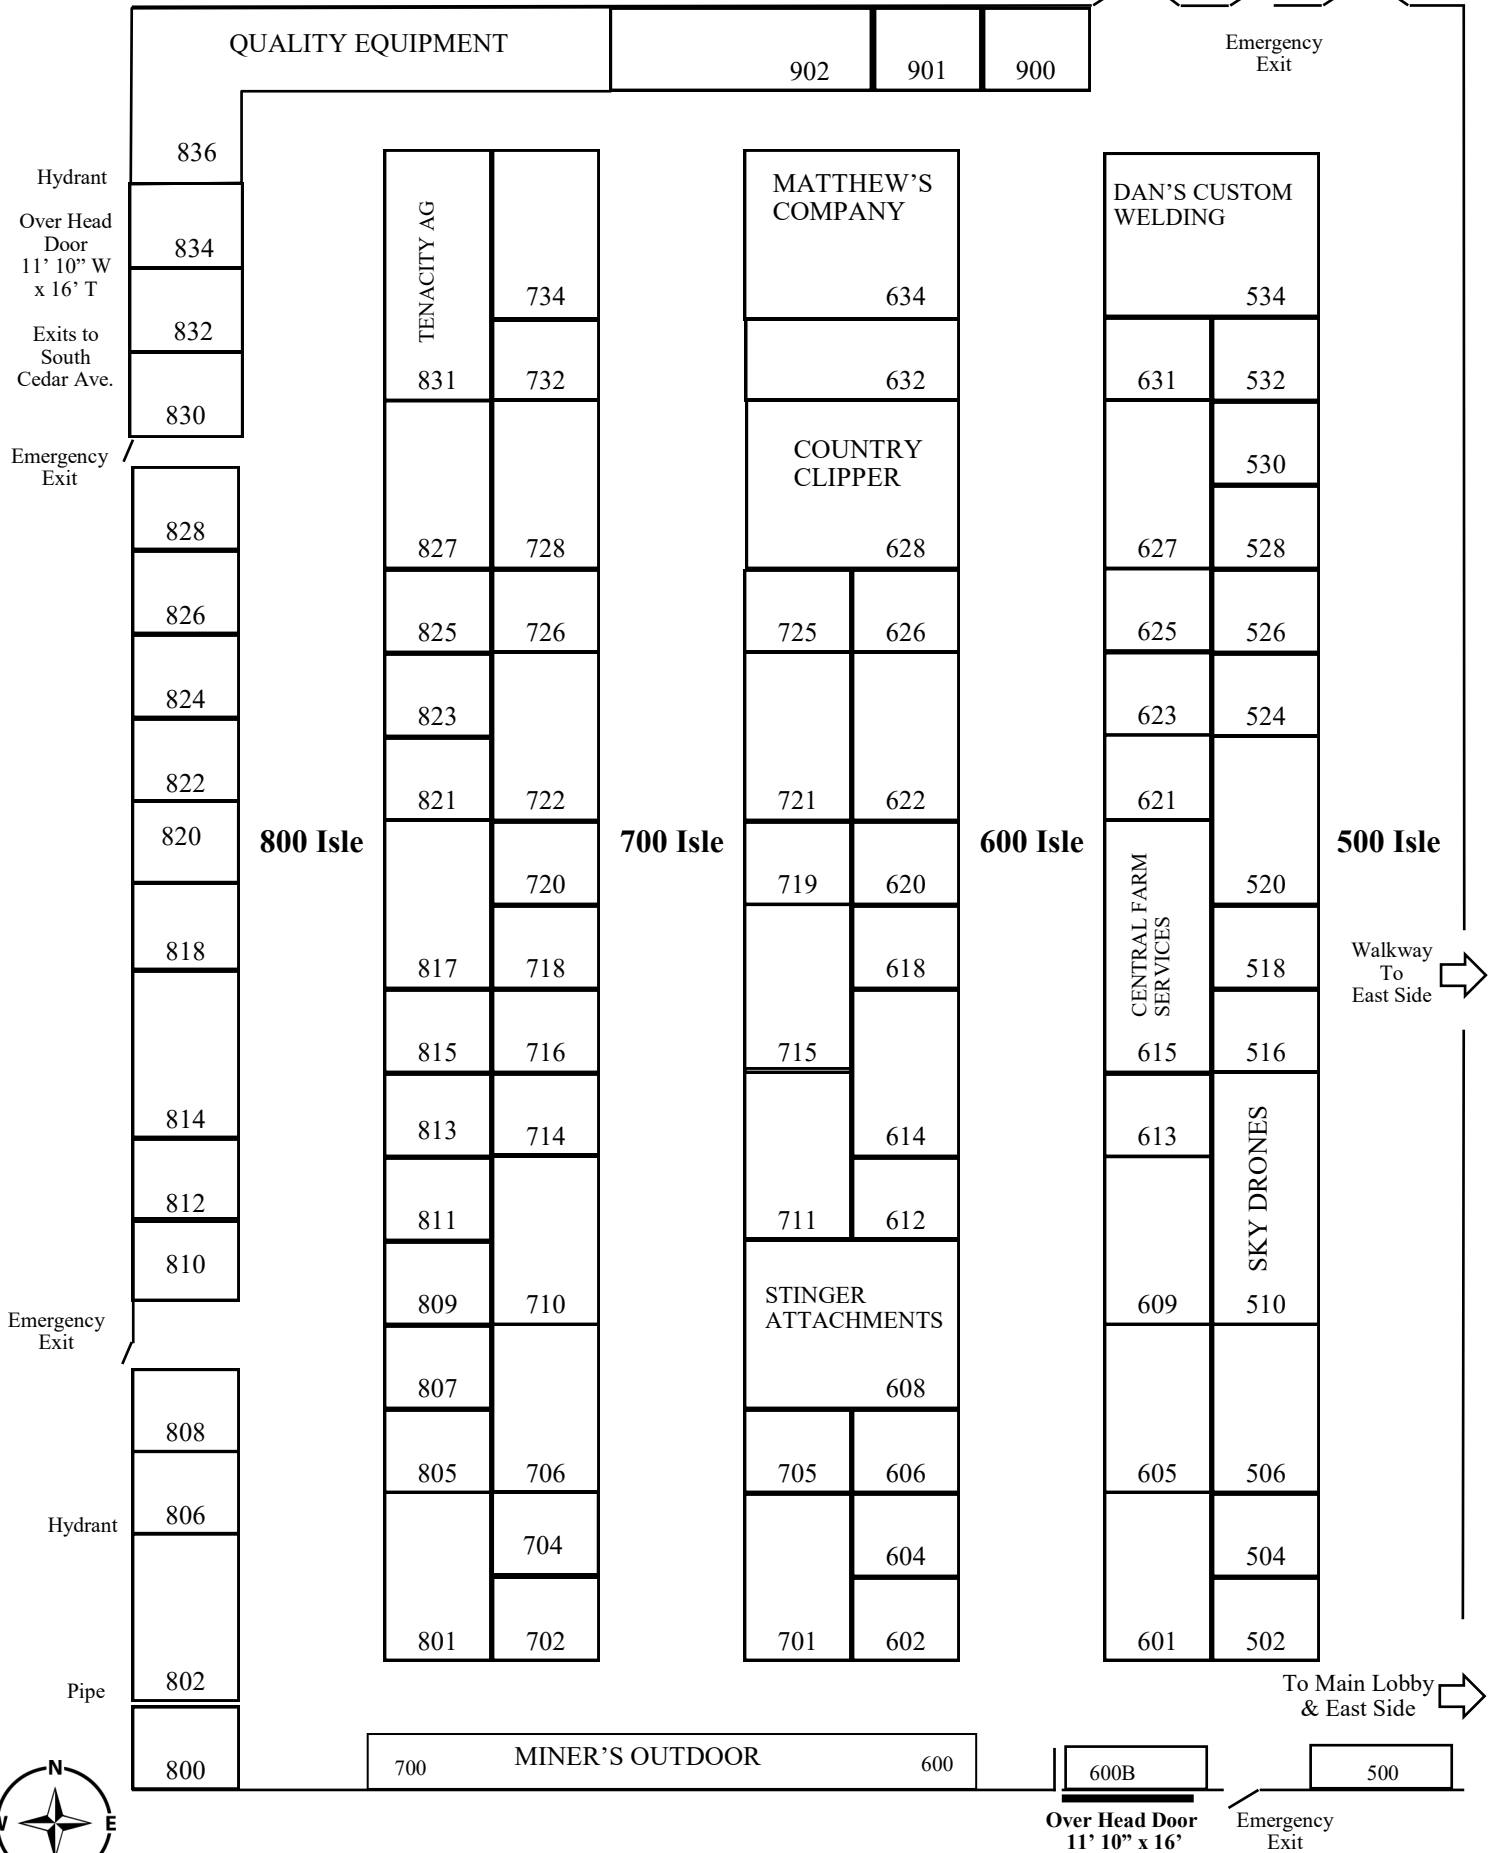 QUALITY EQUIPMENT
902
901
900
Emergency
Exit
836
Hydrant
Over Head
Door
11’ 10” W
x 16’ T
Exits to
South
Cedar Ave.
834
832
830
Emergency
Exit
828
826
824
822
820
818
814
812
810
Emergency
Exit
808
806
Hydrant
802
Pipe
800
800 Isle
TENACITY AG
831
827
825
823
821
817
815
813
811
809
807
805
801
734
732
728
726
722
720
718
716
714
710
706
704
702
700 Isle
MATTHEW’S
COMPANY
634
632
COUNTRY
CLIPPER
628
725
626
721
622
719
620
618
715
614
711
612
STINGER
ATTACHMENTS
608
705
606
604
701
602
600 Isle
DAN’S CUSTOM
WELDING
534
631
532
530
627
528
625
526
623
524
621
520
CENTRAL FARM
SERVICES
518
615
516
613
SKY DRONES
609
510
605
506
504
601
502
500 Isle
Walkway
To
East Side
To Main Lobby
& East Side
700
MINER’S OUTDOOR
600
600B
500
Over Head Door
11’ 10” x 16’
Emergency
Exit
N
E